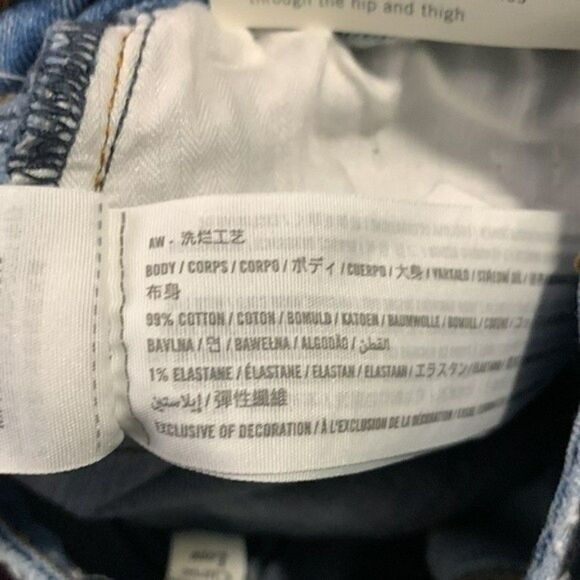 through the hip and thigh
AW - 洗烂工艺
BODY / CORPS / CORPO / ボディ / CUERPO / 大身 / VARTALO /
布身
99% COTTON / COTON / BOMULD / KATOEN / BAUMWOLLE / BOMULL /
BAVLNA / 면 / BAWEŁNA / ALGODÃO / القطن
1% ELASTANE / ÉLASTANE / ELASTAN / ELASTAAN / エラスタン /
إيلاستين / 彈性纖維
EXCLUSIVE OF DECORATION / À L'EXCLUSION DE LA DÉCORATION /